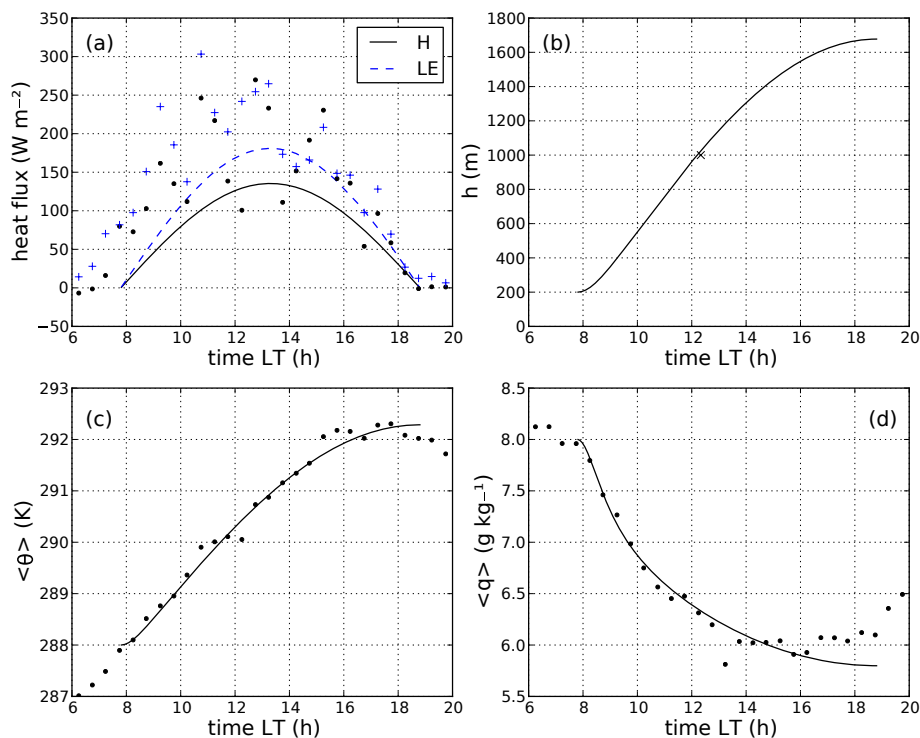 350
300
250
200
150
100
50
0
−50
heat flux (W m⁻²)
(a)
H
LE
6 8 10 12 14 16 18 20
time LT (h)
1800
1600
1400
1200
1000
800
600
400
200
0
h (m)
(b)
6 8 10 12 14 16 18 20
time LT (h)
293
292
291
290
289
288
287
<θ> (K)
(c)
6 8 10 12 14 16 18 20
time LT (h)
8.5
8.0
7.5
7.0
6.5
6.0
5.5
<q> (g kg⁻¹)
(d)
6 8 10 12 14 16 18 20
time LT (h)